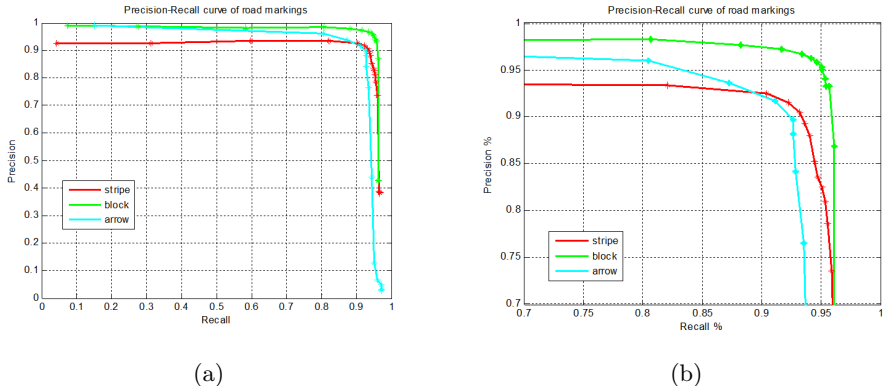 Precision-Recall curve of road markings
1
0.9
0.8
0.7
0.6
0.5
0.4
0.3
0.2
0.1
0
Precision
stripe
block
arrow
0 0.1 0.2 0.3 0.4 0.5 0.6 0.7 0.8 0.9 1
Recall
(a)
Precision-Recall curve of road markings
1
0.95
0.9
0.85
0.8
0.75
0.7
Precision %
stripe
block
arrow
0.7 0.75 0.8 0.85 0.9 0.95 1
Recall %
(b)